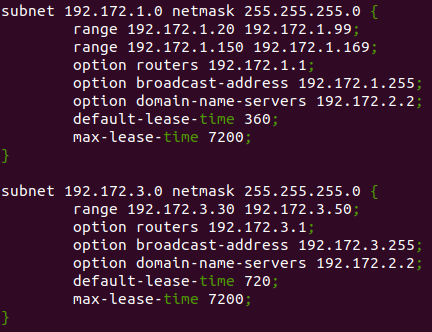 subnet 192.172.1.0 netmask 255.255.255.0 {
range 192.172.1.20 192.172.1.99;
range 192.172.1.150 192.172.1.169;
option routers 192.172.1.1;
option broadcast-address 192.172.1.255;
option domain-name-servers 192.172.2.2;
default-lease-time 360;
max-lease-time 7200;
}
subnet 192.172.3.0 netmask 255.255.255.0 {
range 192.172.3.30 192.172.3.50;
option routers 192.172.3.1;
option broadcast-address 192.172.3.255;
option domain-name-servers 192.172.2.2;
default-lease-time 720;
max-lease-time 7200;
}